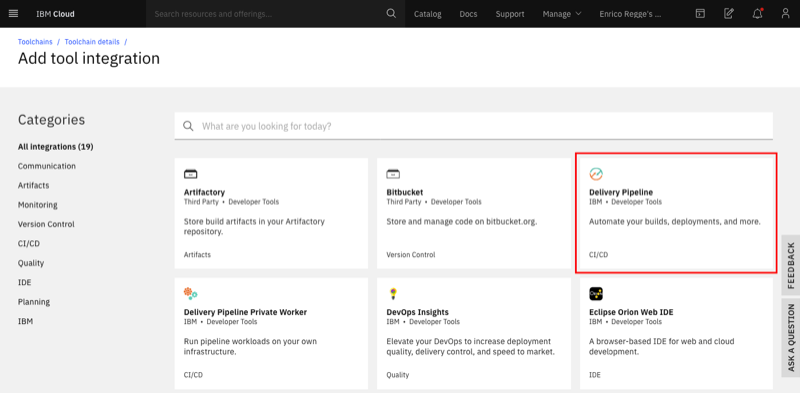 IBM Cloud
Search resources and offerings...
Catalog
Docs
Support
Manage
Enrico Regge's ...
Toolchains / Toolchain details /
Add tool integration
Categories
All integrations (19)
Communication
Artifacts
Monitoring
Version Control
CI/CD
Quality
IDE
Planning
IBM
What are you looking for today?
Artifactory
Third Party • Developer Tools
Store build artifacts in your Artifactory
repository.
Artifacts
Bitbucket
Third Party • Developer Tools
Store and manage code on bitbucket.org.
Version Control
Delivery Pipeline
IBM • Developer Tools
Automate your builds, deployments, and more.
CI/CD
Delivery Pipeline Private Worker
IBM • Developer Tools
Run pipeline workloads on your own
infrastructure.
CI/CD
DevOps Insights
IBM • Developer Tools
Elevate your DevOps to increase deployment
quality, delivery control, and speed to market.
Quality
Eclipse Orion Web IDE
IBM • Developer Tools
A browser-based IDE for web and cloud
development.
IDE
FEEDBACK
ASK A QUESTION